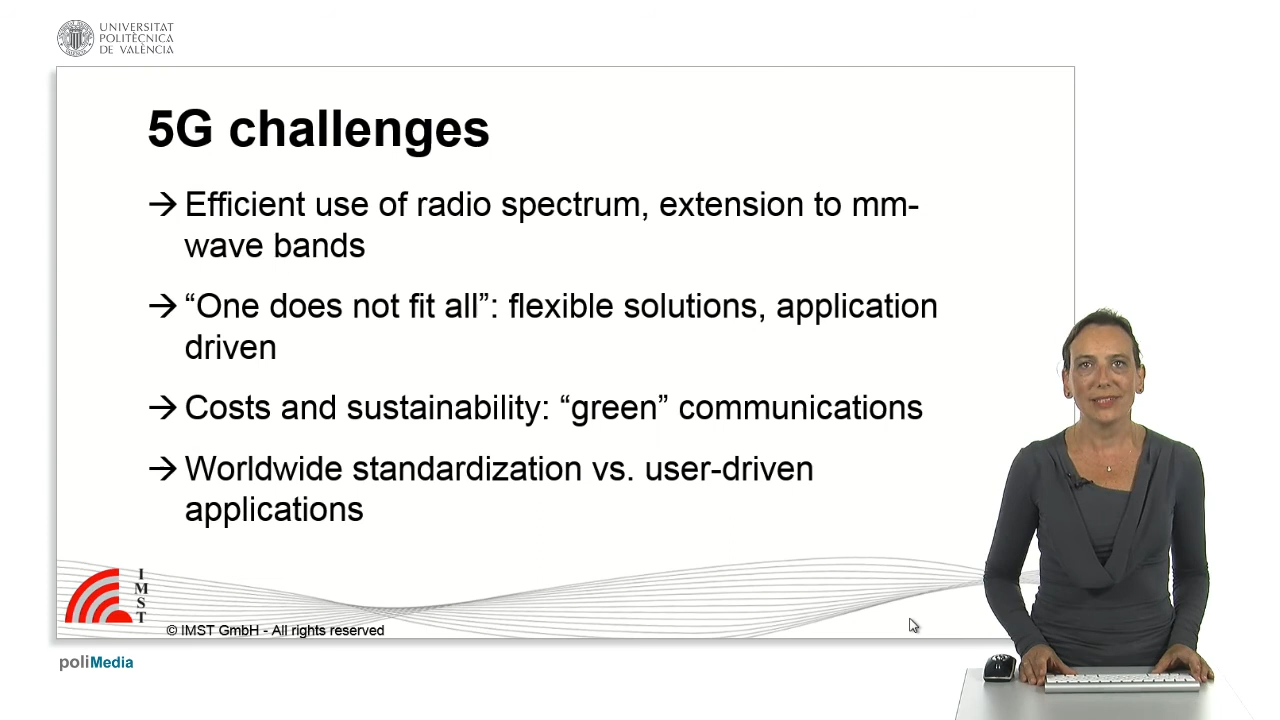 UNIVERSITAT
POLITÈCNICA
DE VALÈNCIA
5G challenges
→ Efficient use of radio spectrum, extension to mm-
wave bands
→ “One does not fit all”: flexible solutions, application
driven
→ Costs and sustainability: “green” communications
→ Worldwide standardization vs. user-driven
applications
IMST
© IMST GmbH - All rights reserved
poliMedia